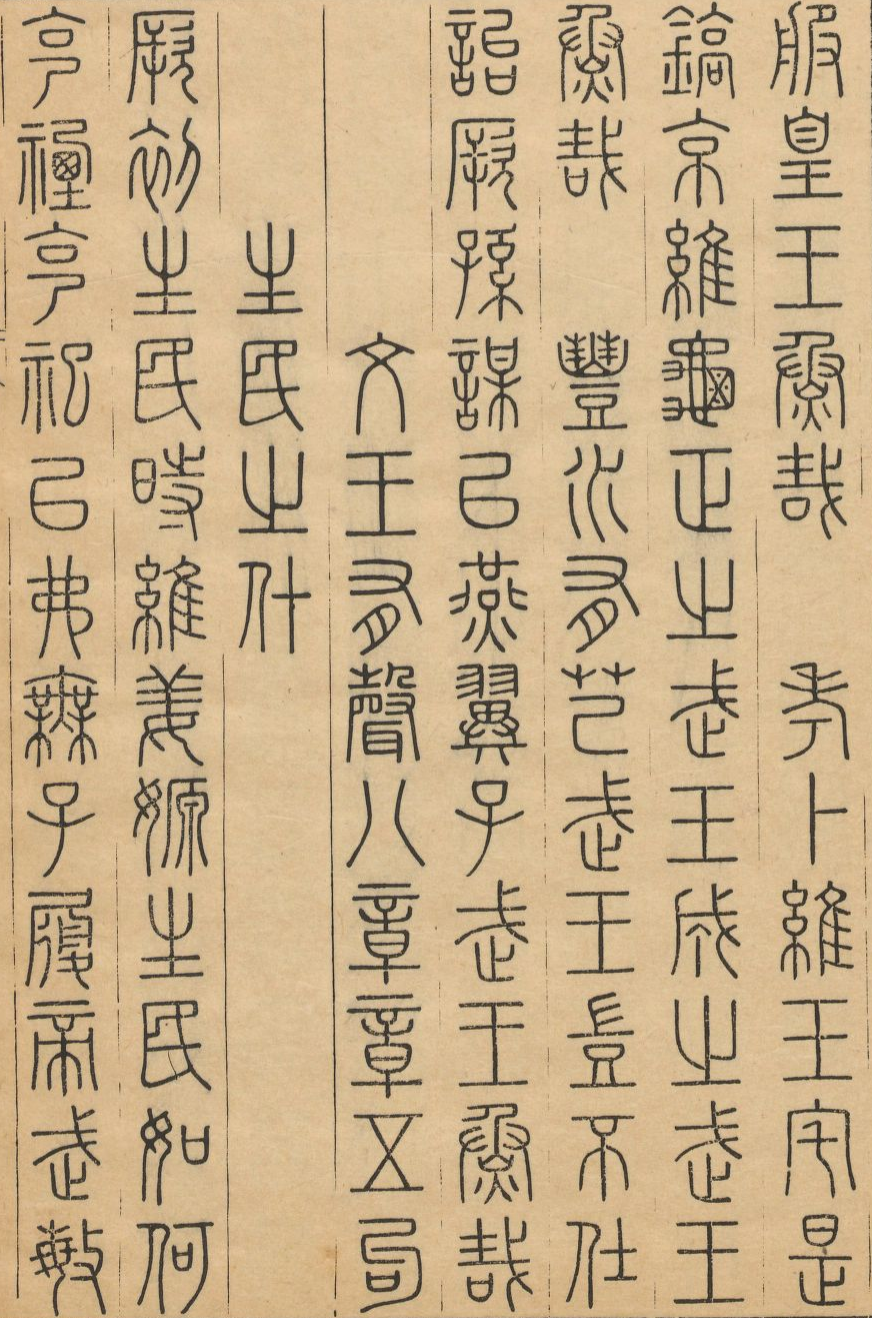 服皇王烝哉　考卜維王宅是
鎬京維龜正之武王成之武王
烝哉　豐水有芑武王豈不仕
詒厥孫謀以燕翼子武王烝哉
文王有聲八章章五句
生民之什
厥初生民時維姜嫄生民如何
克禋克祀以弗無子履帝武敏